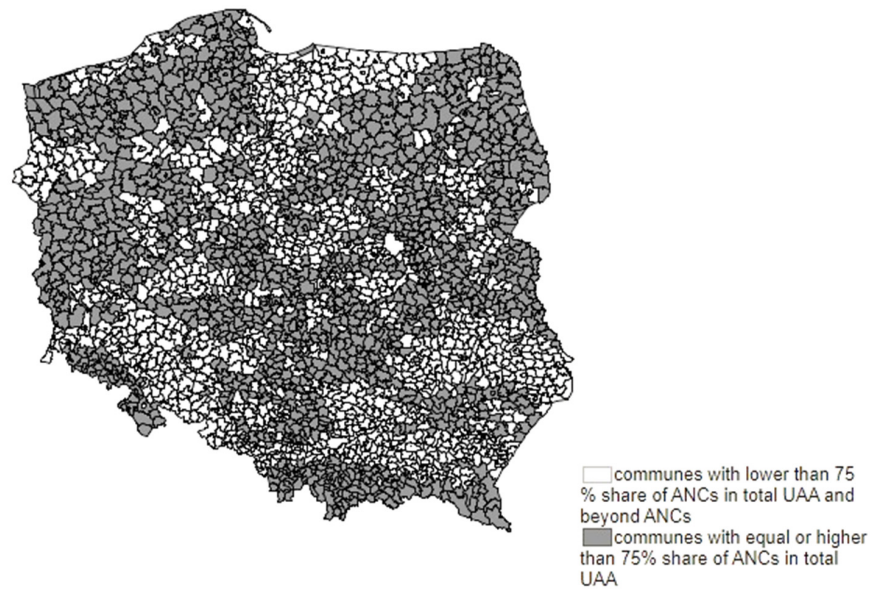 communes with lower than 75
% share of ANCs in total UAA and
beyond ANCs
communes with equal or higher
than 75% share of ANCs in total
UAA